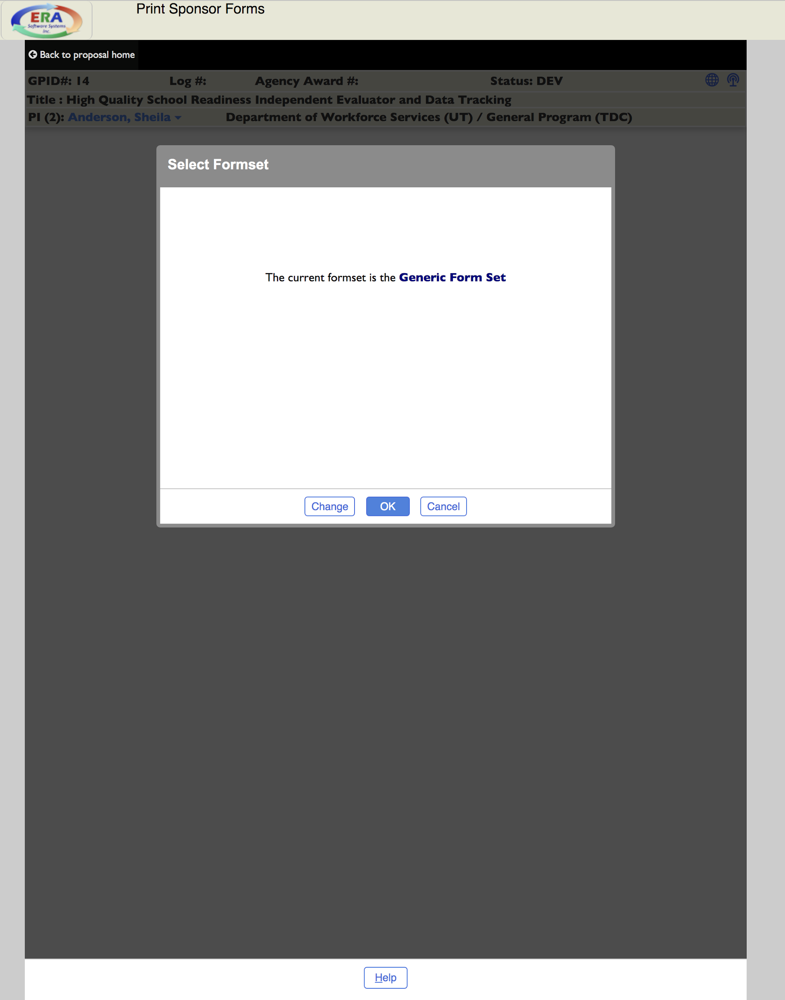 ERA
Software Systems
Inc.
Print Sponsor Forms
Back to proposal home
GPID#: 14 Log #: Agency Award #: Status: DEV
Title : High Quality School Readiness Independent Evaluator and Data Tracking
PI (2): Anderson, Sheila Department of Workforce Services (UT) / General Program (TDC)
Select Formset
The current formset is the Generic Form Set
Change OK Cancel
Help